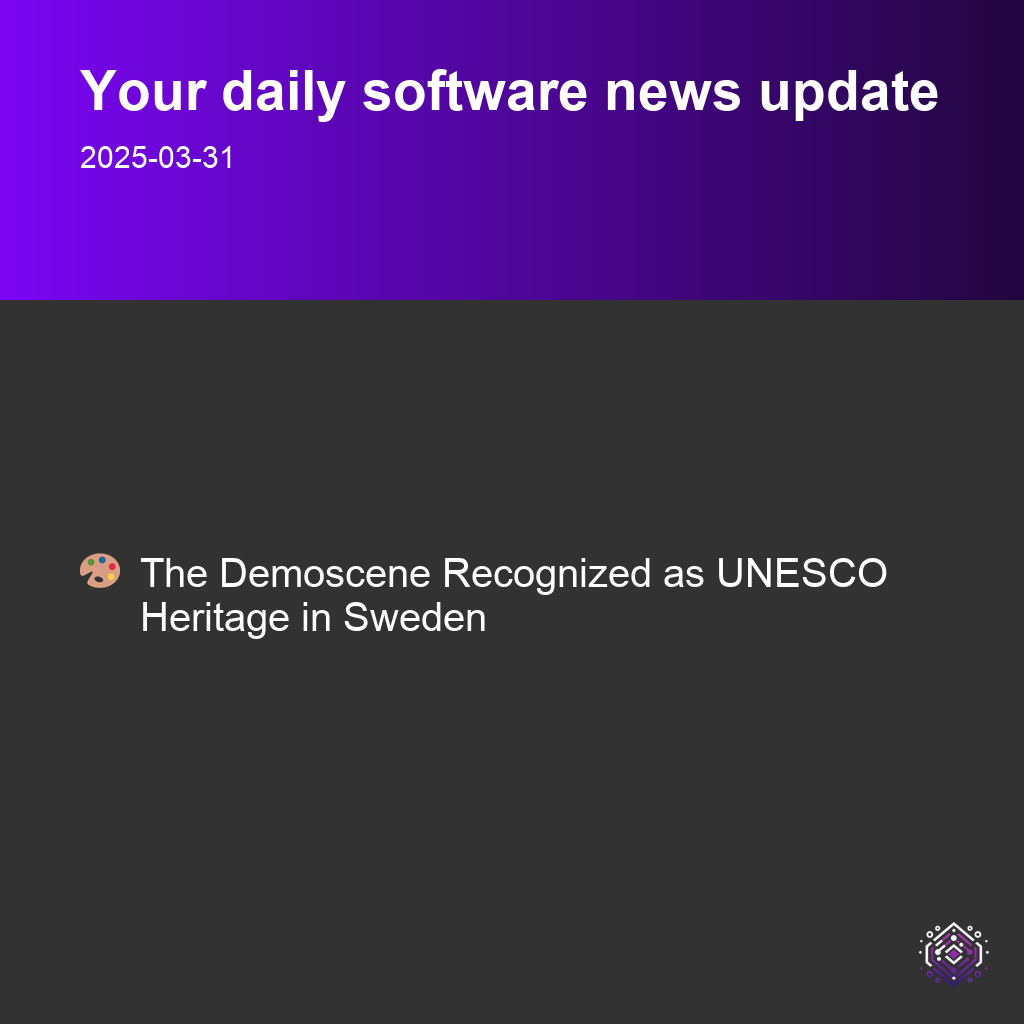 Your daily software news update
2025-03-31
The Demoscene Recognized as UNESCO
Heritage in Sweden